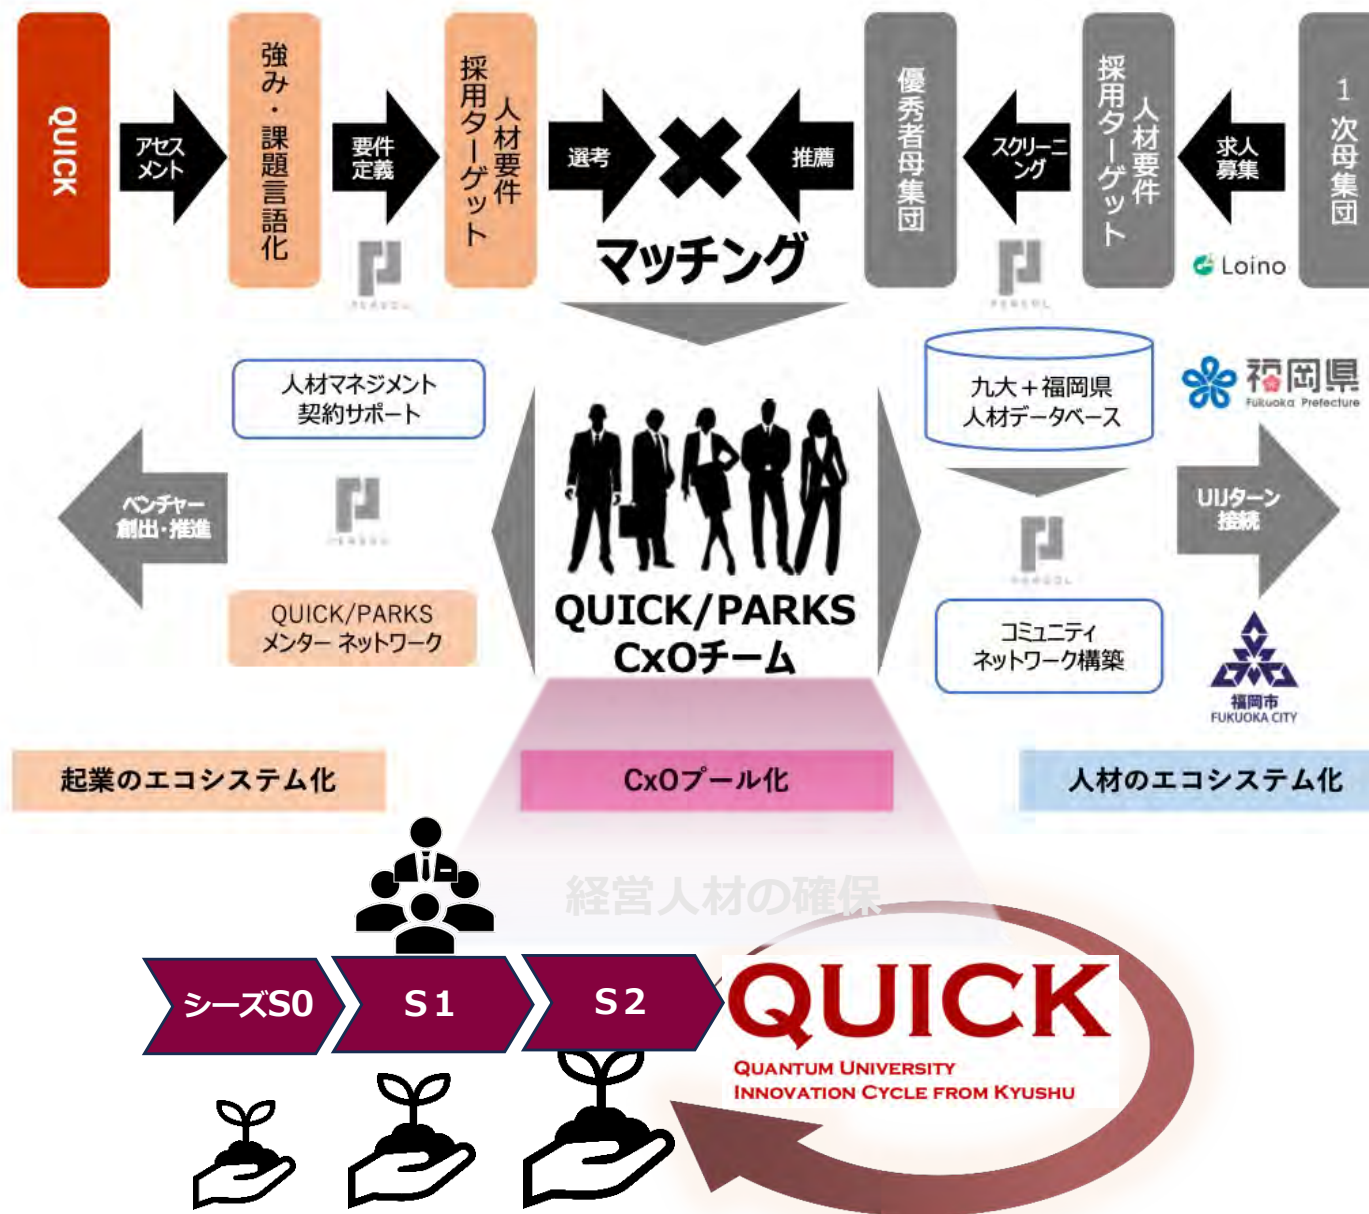 QUICK
アセス
メント
強み・課題言語化
要件
定義
人材要件
採用ターゲット
選考
マッチング
推薦
優秀者母集団
スクリーニ
ング
人材要件
採用ターゲット
求人
募集
１次母集団
PERSOL
PERSOL
Loino
人材マネジメント
契約サポート
九大＋福岡県
人材データベース
福岡県
Fukuoka Prefecture
ベンチャー
創出・推進
PERSOL
PERSOL
UIJターン
接続
QUICK/PARKS
メンター ネットワーク
QUICK/PARKS
CxOチーム
コミュニティ
ネットワーク構築
福岡市
FUKUOKA CITY
起業のエコシステム化
CxOプール化
人材のエコシステム化
経営人材の確保
シーズS0
S１
S２
QUICK
QUANTUM UNIVERSITY
INNOVATION CYCLE FROM KYUSHU